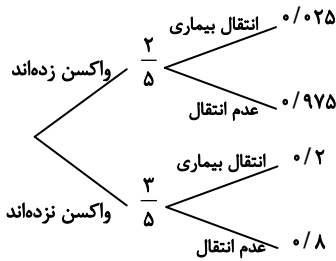 انتقال بیماری ۰/۰۲۵
واکسن زده‌اند ۲/۵
عدم انتقال ۰/۹۷۵
انتقال بیماری ۰/۲
واکسن نزده‌اند ۳/۵
عدم انتقال ۰/۸